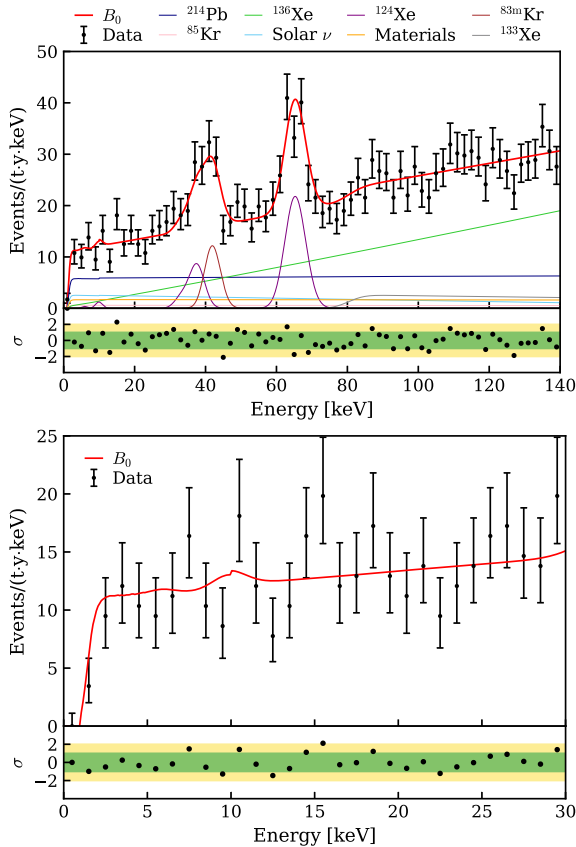 B₀ ²¹⁴Pb ¹³⁶Xe ¹²⁴Xe ⁸³ᵐKr
Data ⁸⁵Kr Solar ν Materials ¹³³Xe
50
40
30
20
10
0
Events/(t·y·keV)
2
0
−2
σ
0 20 40 60 80 100 120 140
Energy [keV]
B₀
Data
25
20
15
10
5
0
Events/(t·y·keV)
2
0
−2
σ
0 5 10 15 20 25 30
Energy [keV]